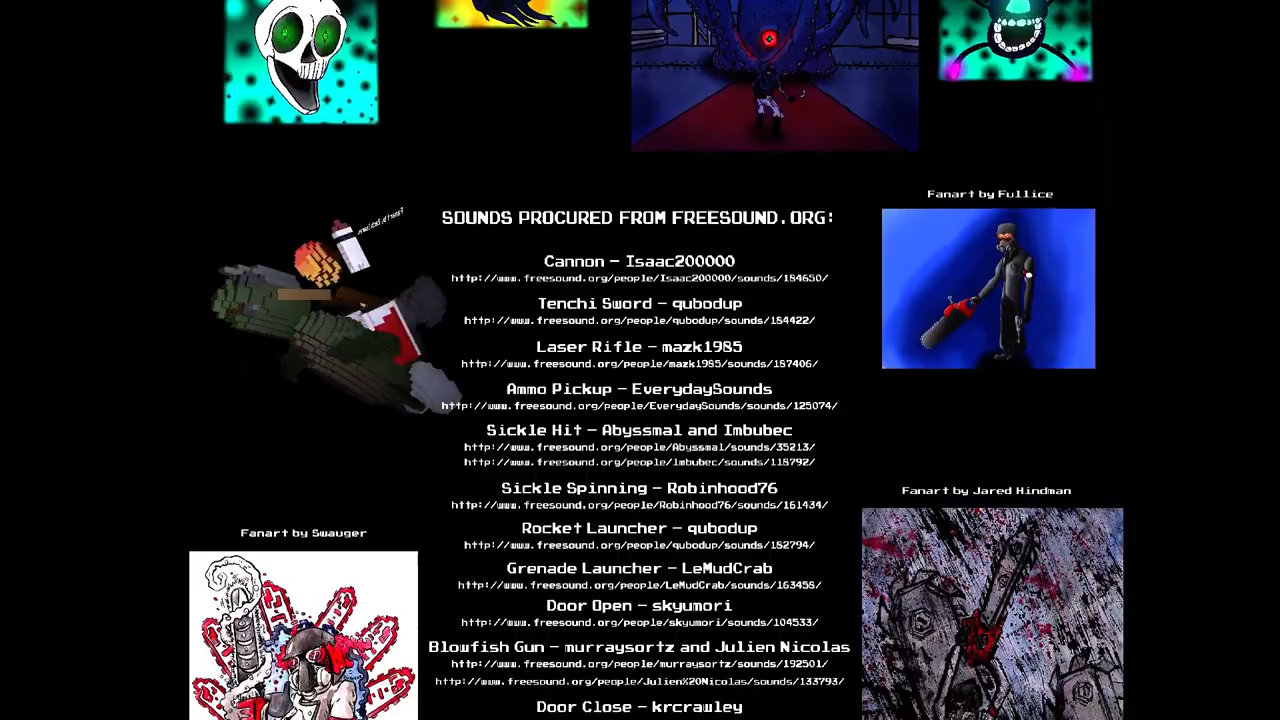 Fanart by Fullice
SOUNDS PROCURED FROM FREESOUND.ORG:
Cannon - Isaac200000
http://www.freesound.org/people/Isaac200000/sounds/184650/
Tenchi Sword - qubodup
http://www.freesound.org/people/qubodup/sounds/184422/
Laser Rifle - mazk1985
http://www.freesound.org/people/mazk1985/sounds/187406/
Ammo Pickup - EverydaySounds
http://www.freesound.org/people/EverydaySounds/sounds/125074/
Sickle Hit - Abyssmal and Imbubec
http://www.freesound.org/people/Abyssmal/sounds/35213/
http://www.freesound.org/people/Imbubec/sounds/118792/
Sickle Spinning - Robinhood76
http://www.freesound.org/people/Robinhood76/sounds/161434/
Fanart by Jared Hindman
Rocket Launcher - qubodup
http://www.freesound.org/people/qubodup/sounds/182794/
Fanart by Swauger
Grenade Launcher - LeMudCrab
http://www.freesound.org/people/LeMudCrab/sounds/163458/
Door Open - skyumori
http://www.freesound.org/people/skyumori/sounds/104533/
Blowfish Gun - murraysortz and Julien Nicolas
http://www.freesound.org/people/murraysortz/sounds/192501/
http://www.freesound.org/people/Julien%20Nicolas/sounds/133793/
Door Close - krcrawley